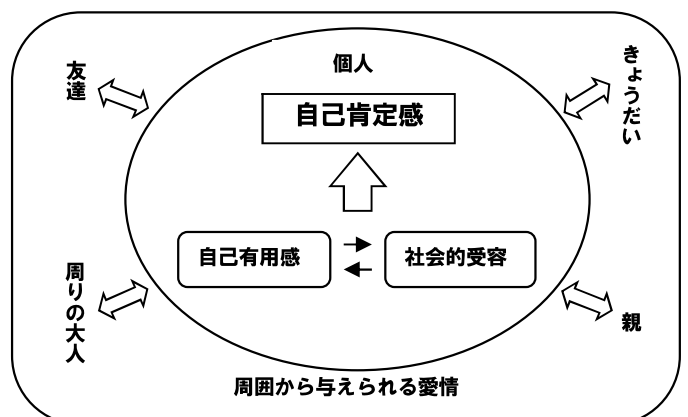 個人
友達
きょうだい
自己肯定感
自己有用感
社会的受容
周りの大人
親
周囲から与えられる愛情